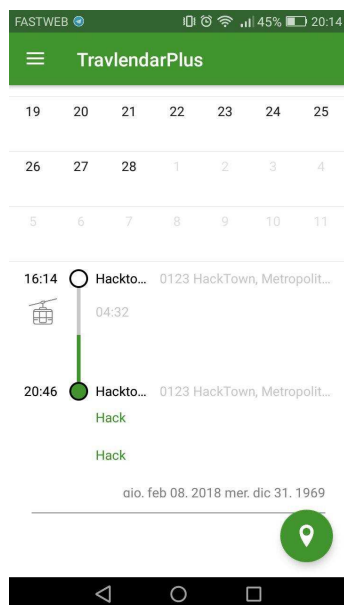 FASTWEB 45% 20:14
TravlendarPlus
19 20 21 22 23 24 25
26 27 28 1 2 3 4
5 6 7 8 9 10 11
16:14 Hackto... 0123 HackTown, Metropolit...
04:32
20:46 Hackto... 0123 HackTown, Metropolit...
Hack
Hack
gio. feb 08. 2018 mer. dic 31. 1969